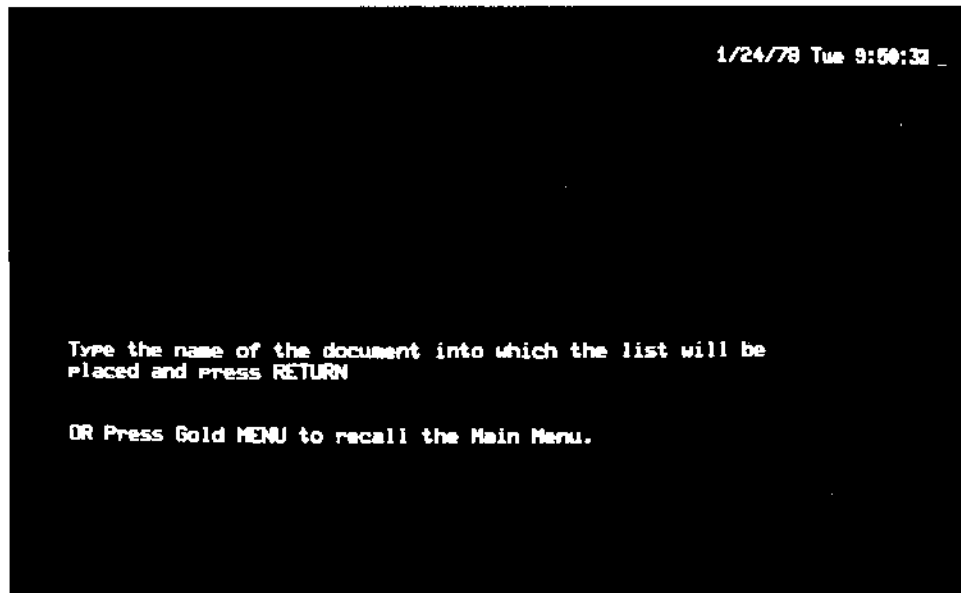 1/24/78 Tue 9:50:32 _
Type the name of the document into which the list will be
placed and press RETURN
OR Press Gold MENU to recall the Main Menu.